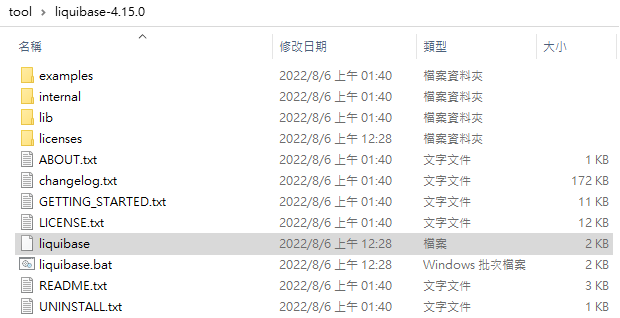 tool › liquibase-4.15.0
名稱 修改日期 類型 大小
examples 2022/8/6 上午 01:40 檔案資料夾
internal 2022/8/6 上午 01:40 檔案資料夾
lib 2022/8/6 上午 01:40 檔案資料夾
licenses 2022/8/6 上午 12:28 檔案資料夾
ABOUT.txt 2022/8/6 上午 01:40 文字文件 1 KB
changelog.txt 2022/8/6 上午 01:40 文字文件 172 KB
GETTING_STARTED.txt 2022/8/6 上午 01:40 文字文件 11 KB
LICENSE.txt 2022/8/6 上午 01:40 文字文件 12 KB
liquibase 2022/8/6 上午 12:28 檔案 2 KB
liquibase.bat 2022/8/6 上午 12:28 Windows 批次檔案 2 KB
README.txt 2022/8/6 上午 01:40 文字文件 3 KB
UNINSTALL.txt 2022/8/6 上午 01:40 文字文件 1 KB